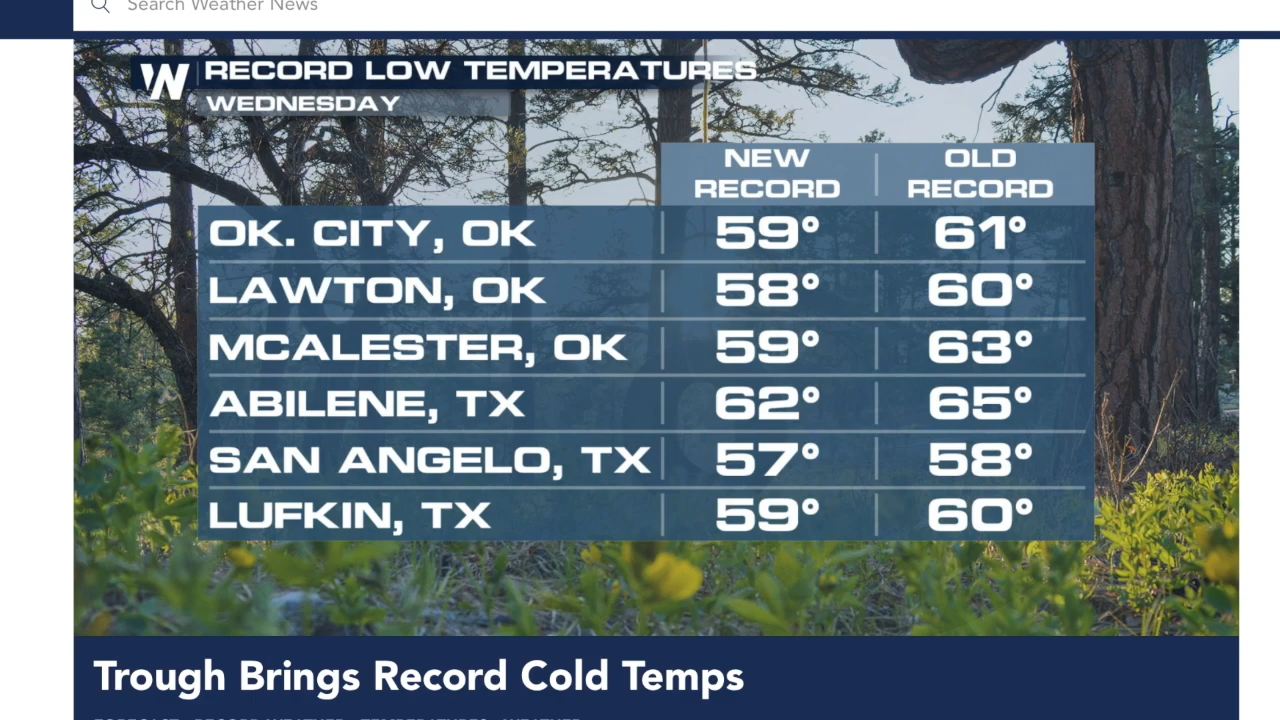 Search Weather News
W RECORD LOW TEMPERATURES
WEDNESDAY
NEW RECORD OLD RECORD
OK. CITY, OK 59° 61°
LAWTON, OK 58° 60°
MCALESTER, OK 59° 63°
ABILENE, TX 62° 65°
SAN ANGELO, TX 57° 58°
LUFKIN, TX 59° 60°
Trough Brings Record Cold Temps